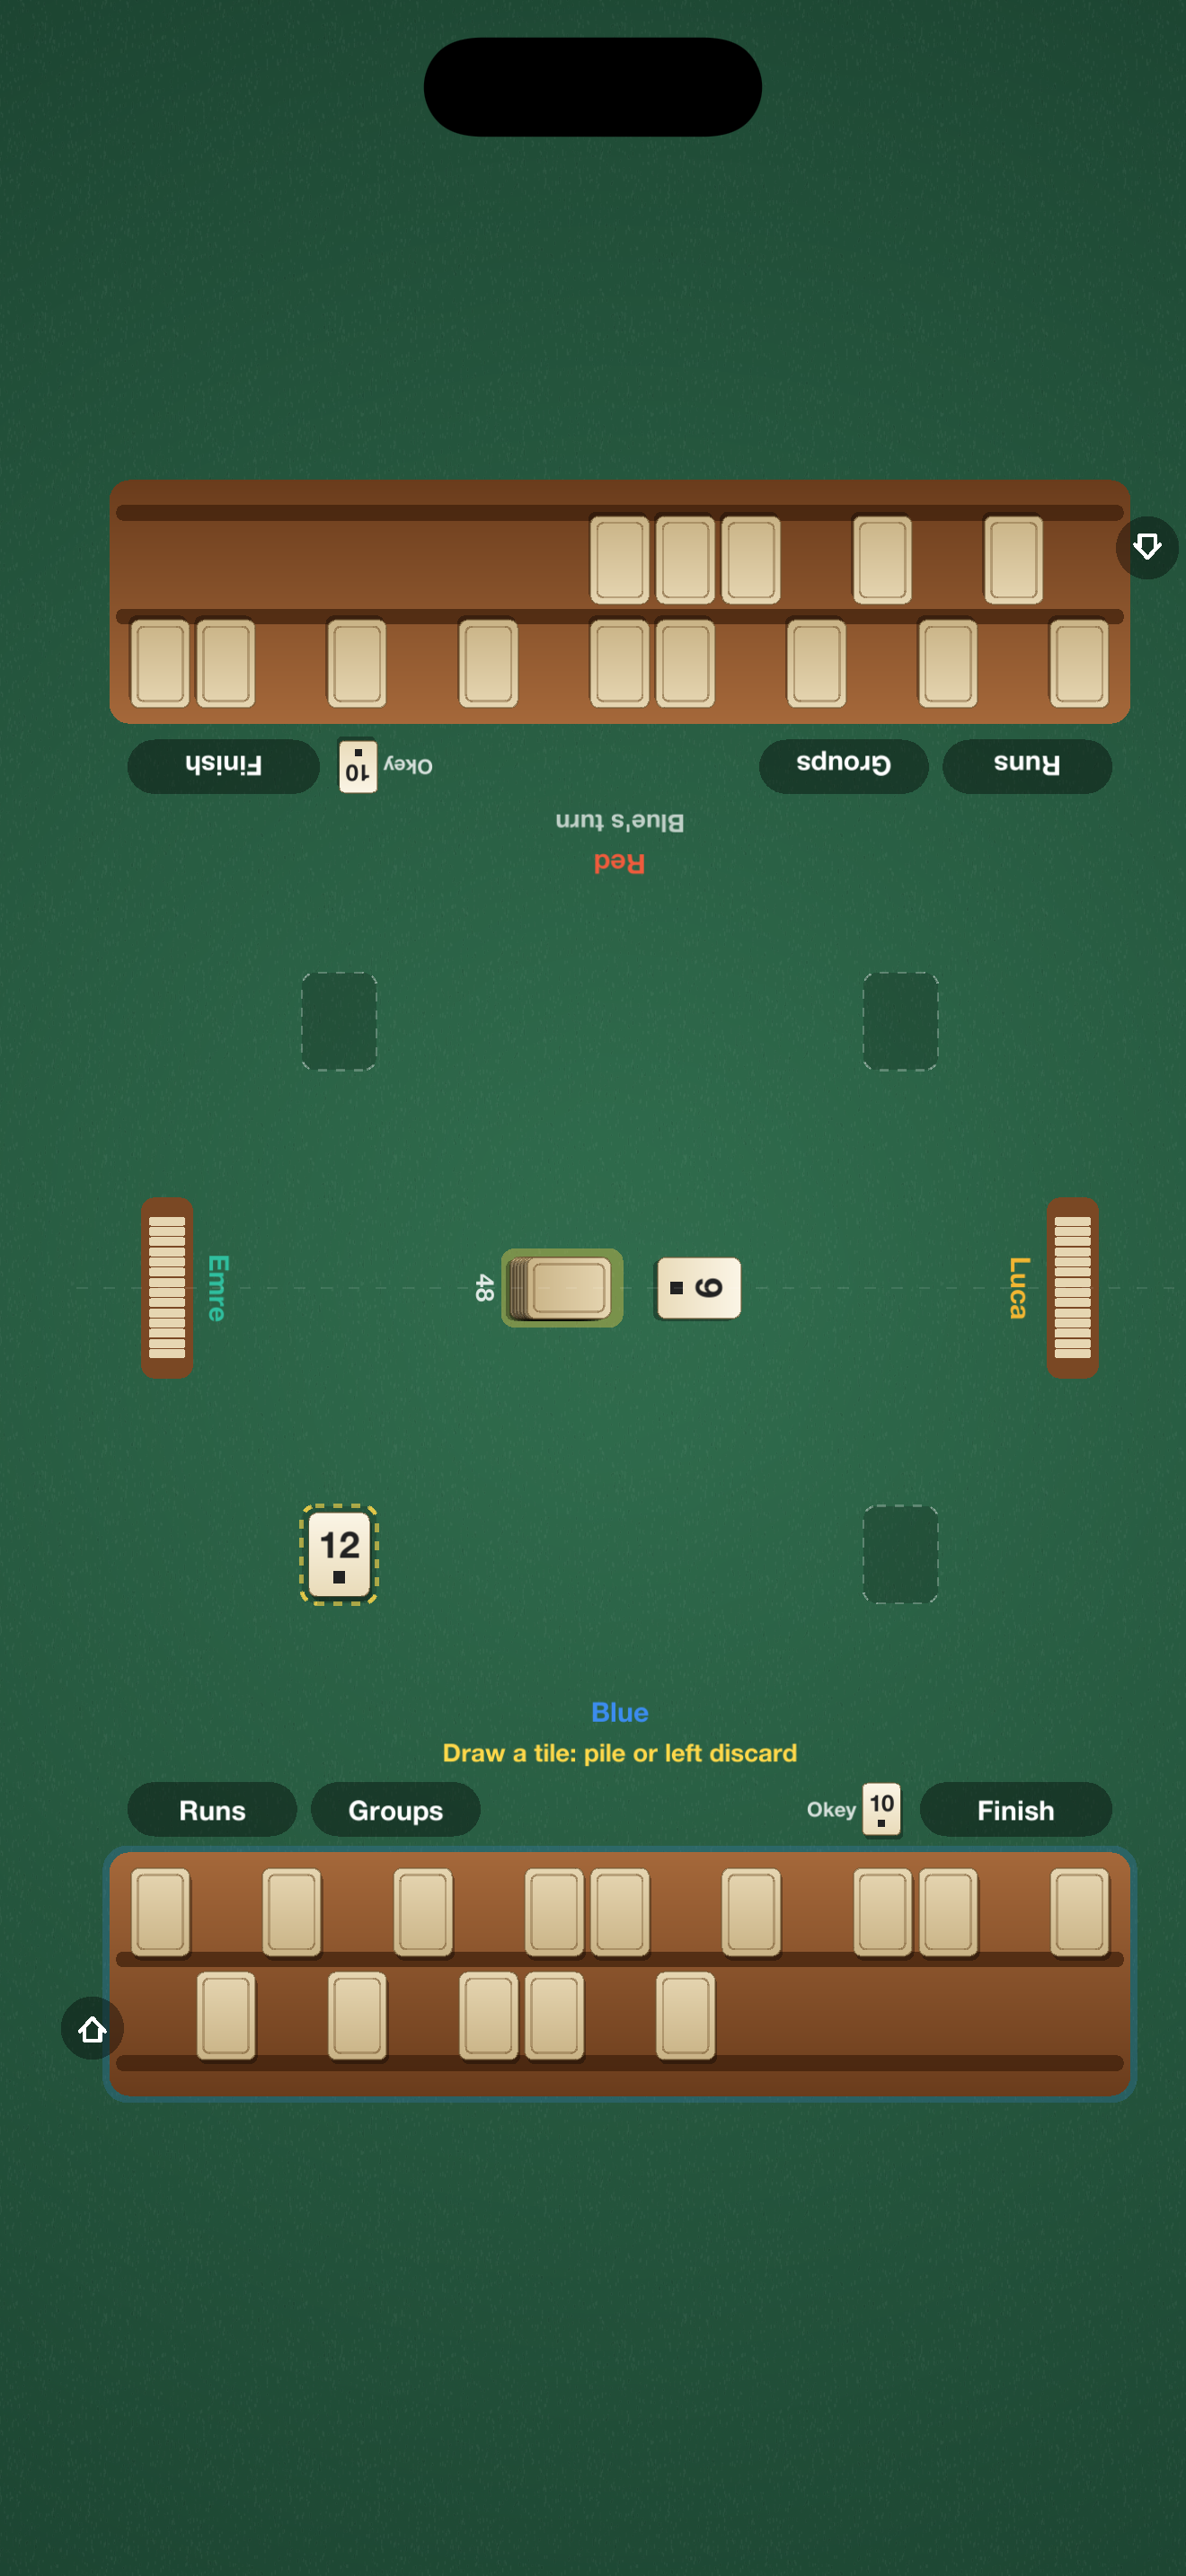 Finish
10
Okey
Groups
Runs
Blue's turn
Red
Emre
48
9
Luca
12
Blue
Draw a tile: pile or left discard
Runs
Groups
Okey
10
Finish